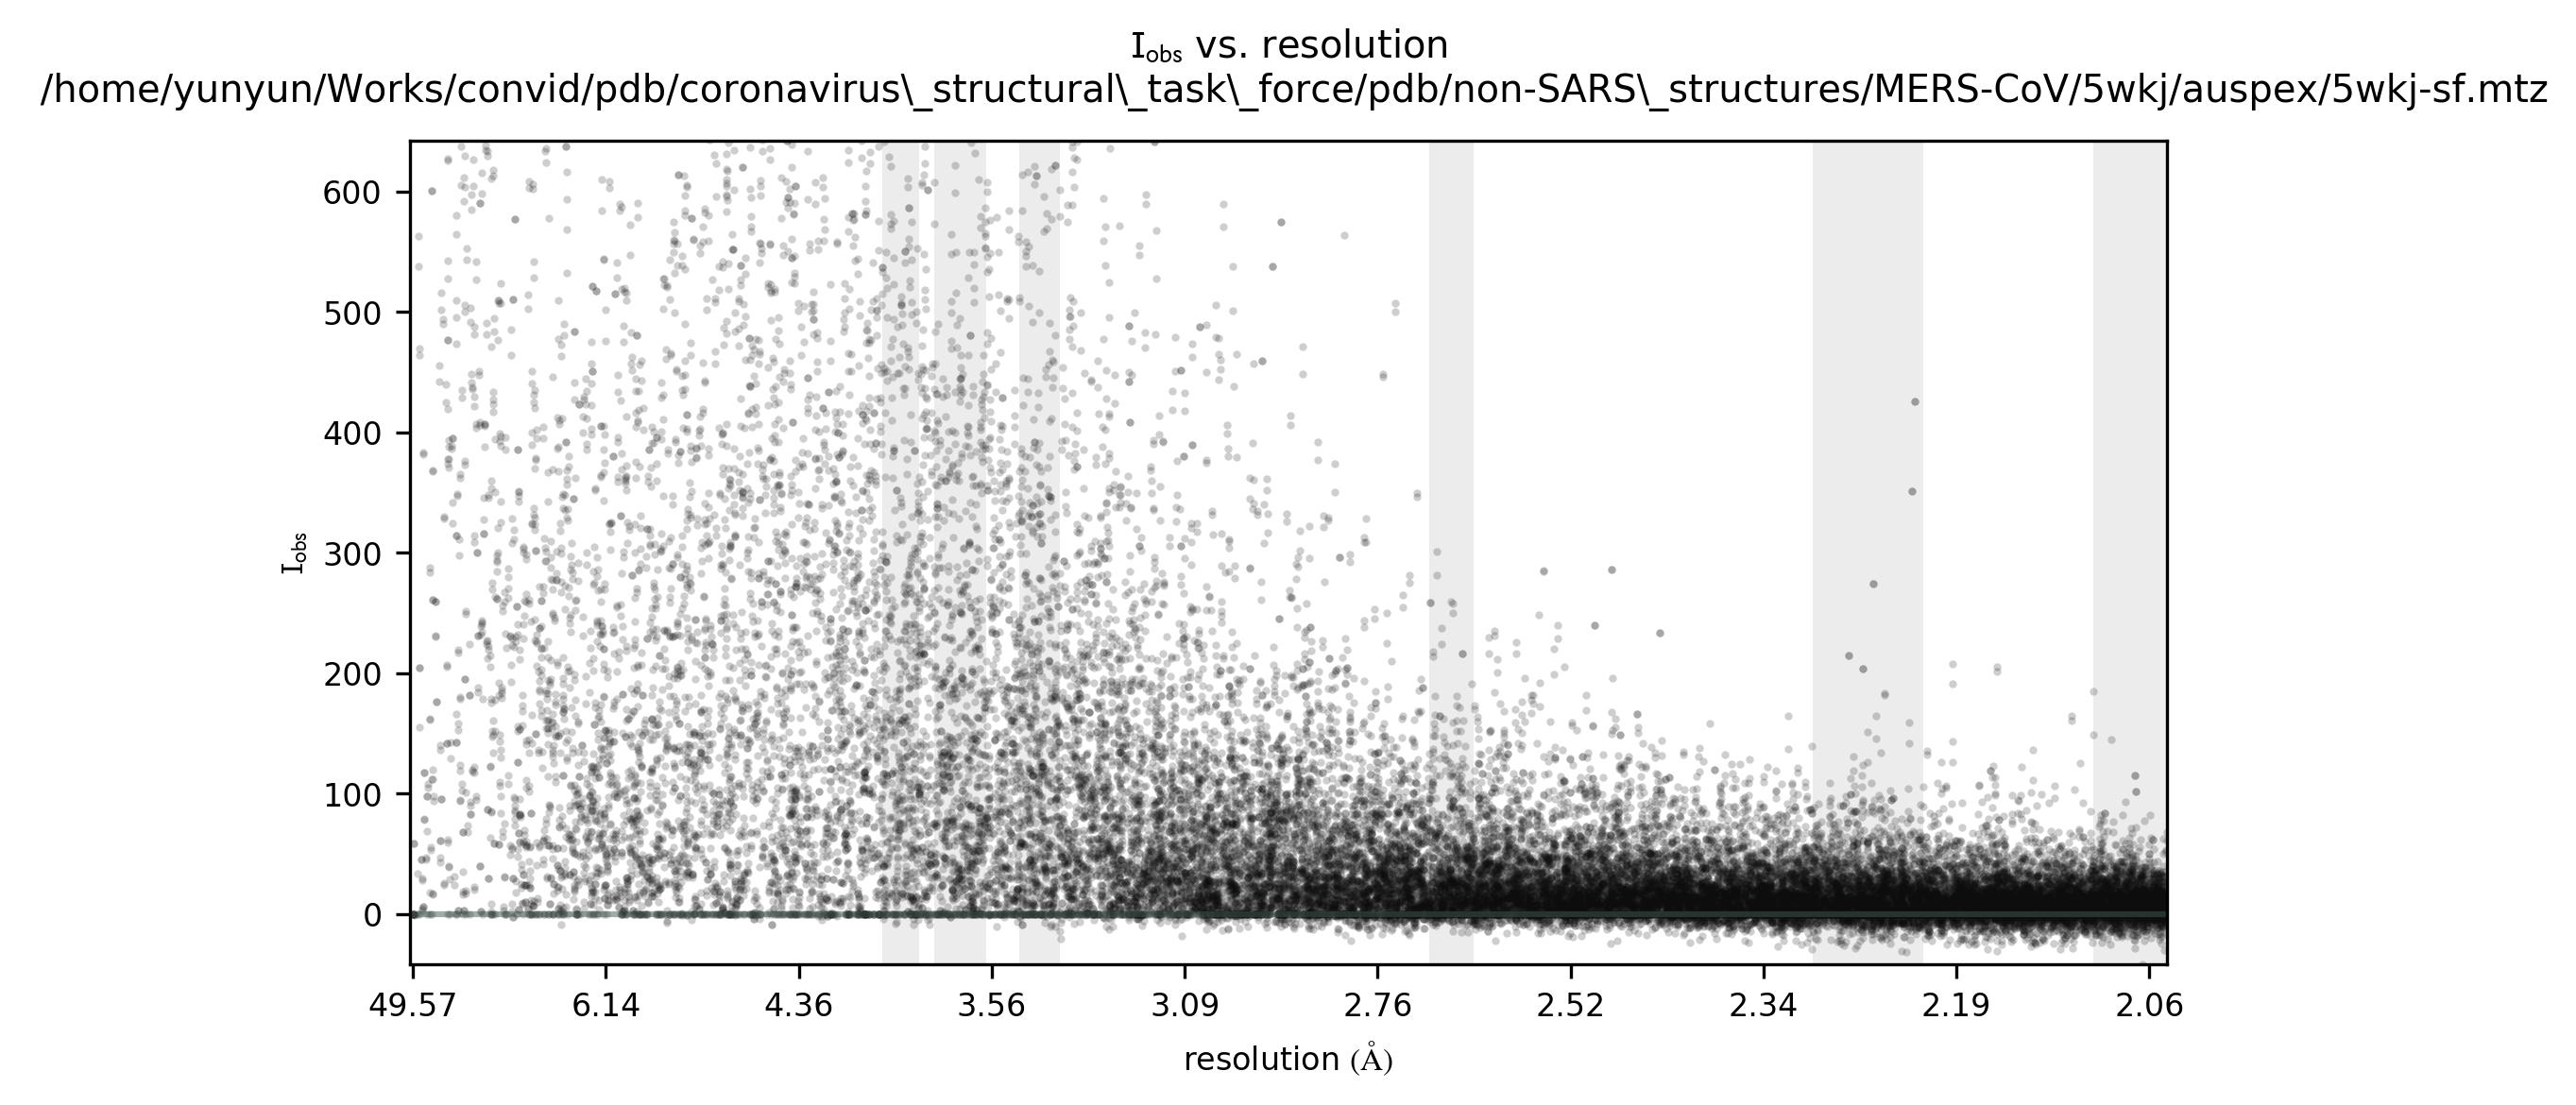 Iobs vs. resolution
/home/yunyun/Works/convid/pdb/coronavirus\_structural\_task\_force/pdb/non-SARS\_structures/MERS-CoV/5wkj/auspex/5wkj-sf.mtz
600
500
400
300
200
100
0
Iobs
49.57 6.14 4.36 3.56 3.09 2.76 2.52 2.34 2.19 2.06
resolution (Å)